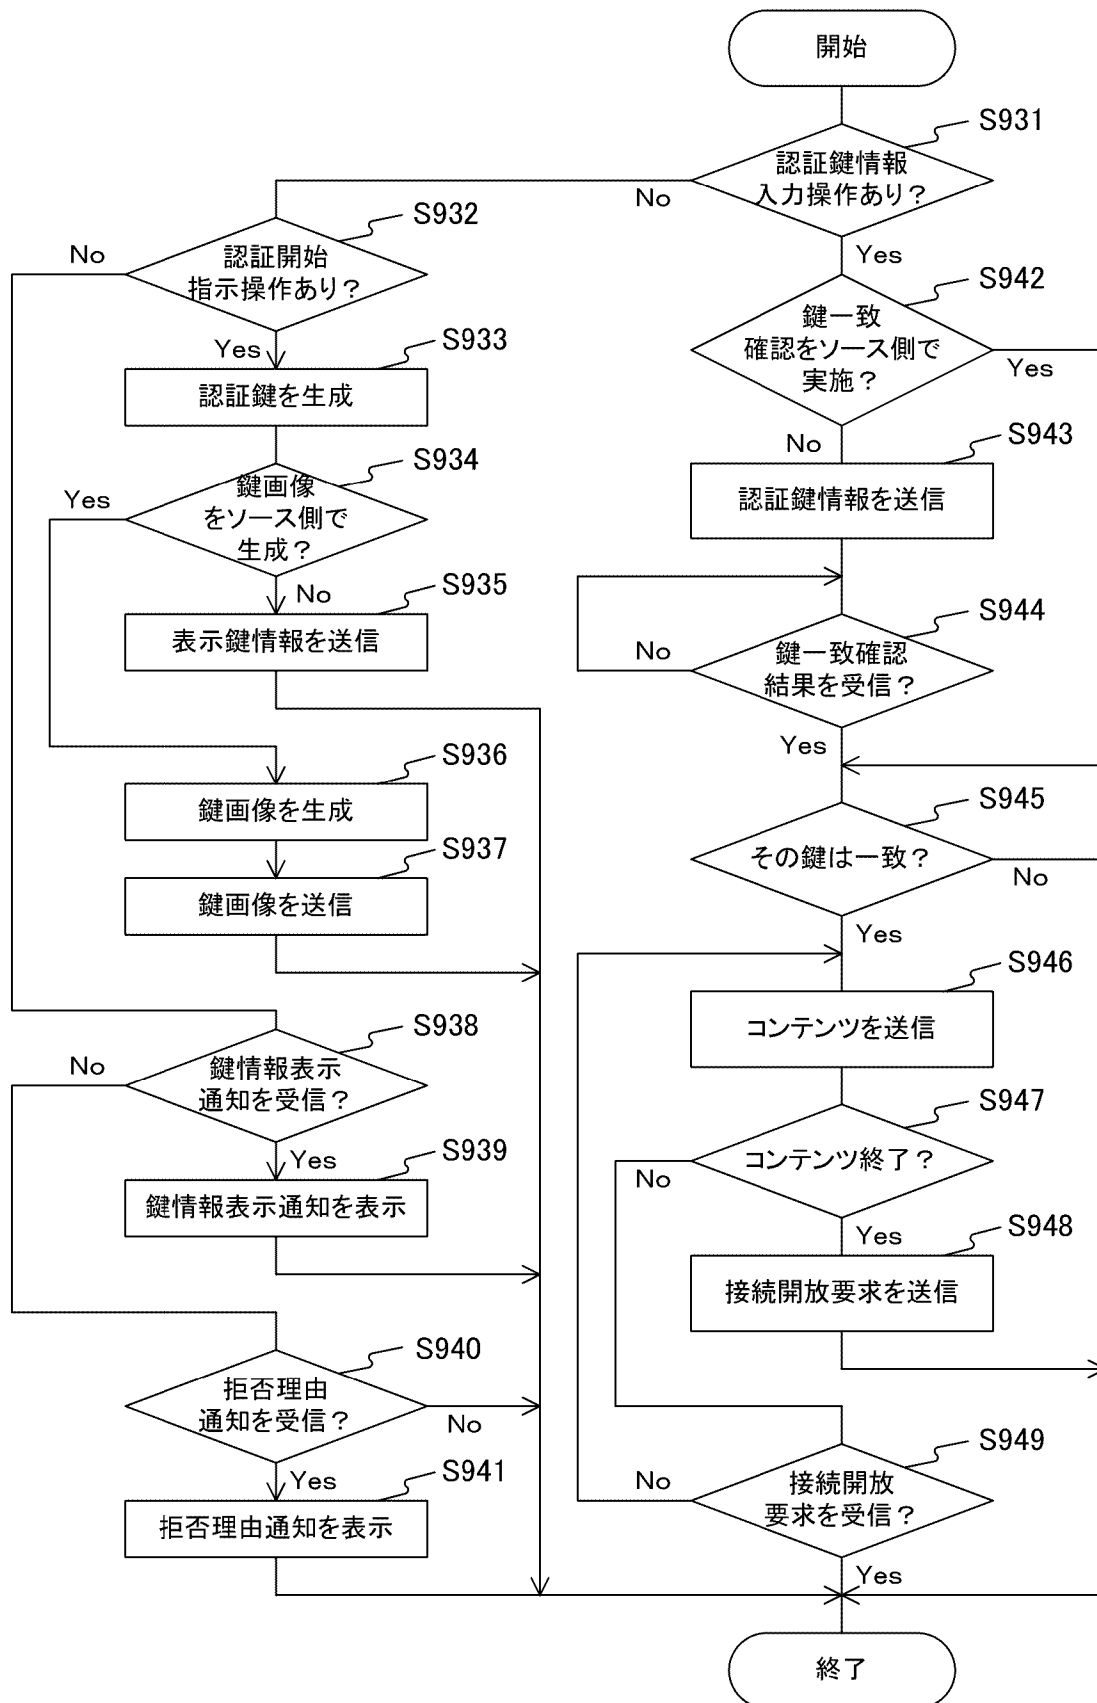 開始
S931
認証鍵情報
入力操作あり？
No
Yes
S932
認証開始
指示操作あり？
No
Yes
S933
認証鍵を生成
S934
鍵画像
をソース側で
生成？
Yes
No
S935
表示鍵情報を送信
S936
鍵画像を生成
S937
鍵画像を送信
S938
鍵情報表示
通知を受信？
No
Yes
S939
鍵情報表示通知を表示
S940
拒否理由
通知を受信？
No
Yes
S941
拒否理由通知を表示
S942
鍵一致
確認をソース側で
実施？
Yes
No
S943
認証鍵情報を送信
S944
鍵一致確認
結果を受信？
No
Yes
S945
その鍵は一致？
No
Yes
S946
コンテンツを送信
S947
コンテンツ終了？
No
Yes
S948
接続開放要求を送信
S949
接続開放
要求を受信？
No
Yes
終了